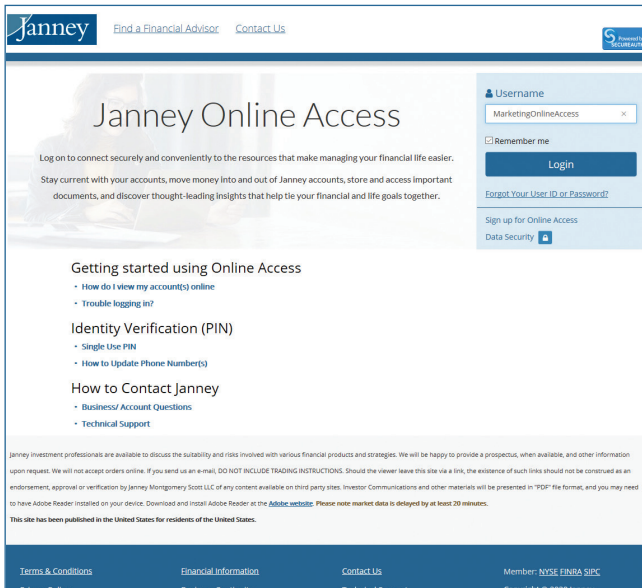 Janney
Find a Financial Advisor Contact Us
Powered by
SECUREAUTH
Username
MarketingOnlineAccess ×
Remember me
Login
Forgot Your User ID or Password?
Sign up for Online Access
Data Security
Janney Online Access
Log on to connect securely and conveniently to the resources that make managing your financial life easier.
Stay current with your accounts, move money into and out of Janney accounts, store and access important
documents, and discover thought-leading insights that help tie your financial and life goals together.
Getting started using Online Access
• How do I view my account(s) online
• Trouble logging in?
Identity Verification (PIN)
• Single Use PIN
• How to Update Phone Number(s)
How to Contact Janney
• Business/ Account Questions
• Technical Support
Janney investment professionals are available to discuss the suitability and risks involved with various financial products and strategies. We will be happy to provide a prospectus, when available, and other information
upon request. We will not accept orders online. If you send us an e-mail, DO NOT INCLUDE TRADING INSTRUCTIONS. Should the viewer leave this site via a link, the existence of such links should not be construed as an
endorsement, approval or verification by Janney Montgomery Scott LLC of any content available on third party sites. Investor Communications and other materials will be presented in "PDF" file format, and you may need
to have Adobe Reader installed on your device. Download and install Adobe Reader at the Adobe website. Please note market data is delayed by at least 20 minutes.
This site has been published in the United States for residents of the United States.
Terms & Conditions Financial Information Contact Us Member: NYSE FINRA SIPC